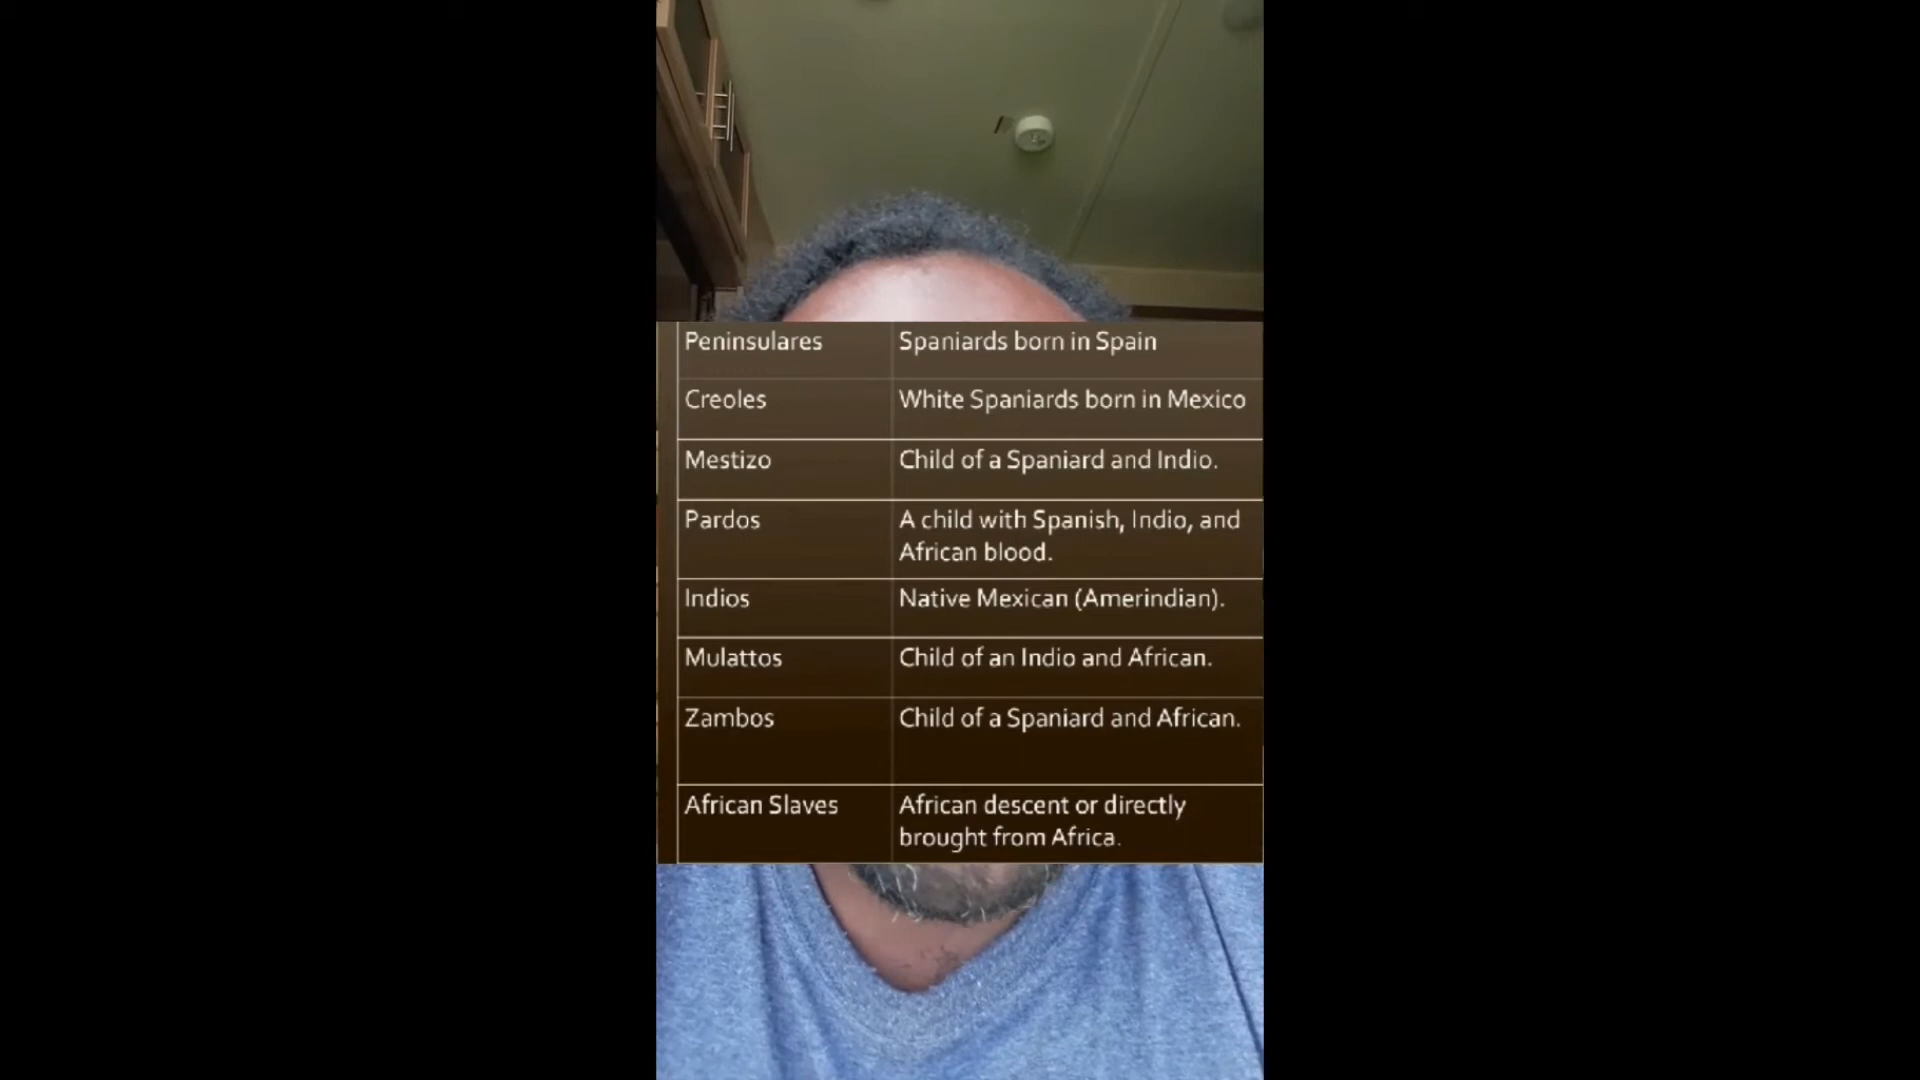 Peninsulares Spaniards born in Spain
Creoles White Spaniards born in Mexico
Mestizo Child of a Spaniard and Indio.
Pardos A child with Spanish, Indio, and
African blood.
Indios Native Mexican (Amerindian).
Mulattos Child of an Indio and African.
Zambos Child of a Spaniard and African.
African Slaves African descent or directly
brought from Africa.